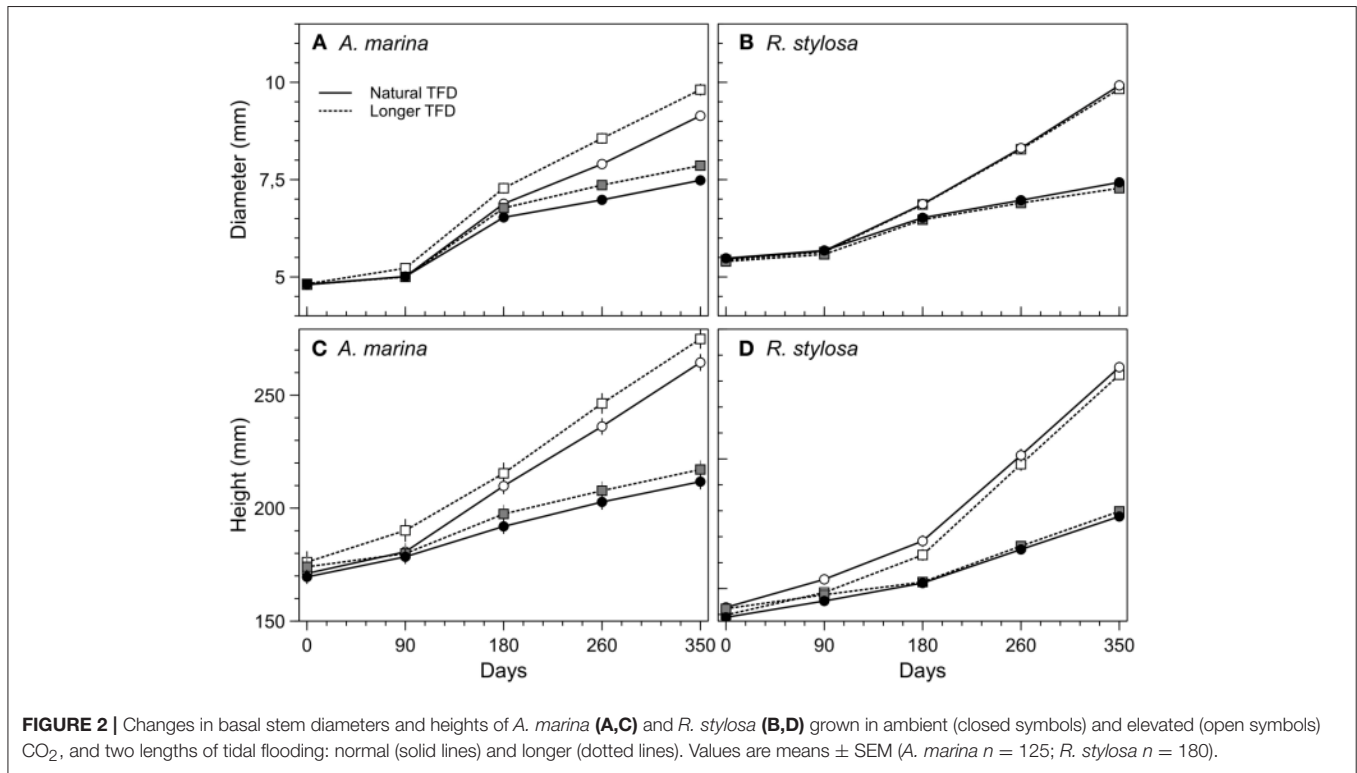 A A. marina
B R. stylosa
Natural TFD
Longer TFD
Diameter (mm)
10
7,5
5
C A. marina
D R. stylosa
Height (mm)
250
200
150
0 90 180 260 350
0 90 180 260 350
Days
Days
FIGURE 2 | Changes in basal stem diameters and heights of A. marina (A,C) and R. stylosa (B,D) grown in ambient (closed symbols) and elevated (open symbols)
CO₂, and two lengths of tidal flooding: normal (solid lines) and longer (dotted lines). Values are means ± SEM (A. marina n = 125; R. stylosa n = 180).